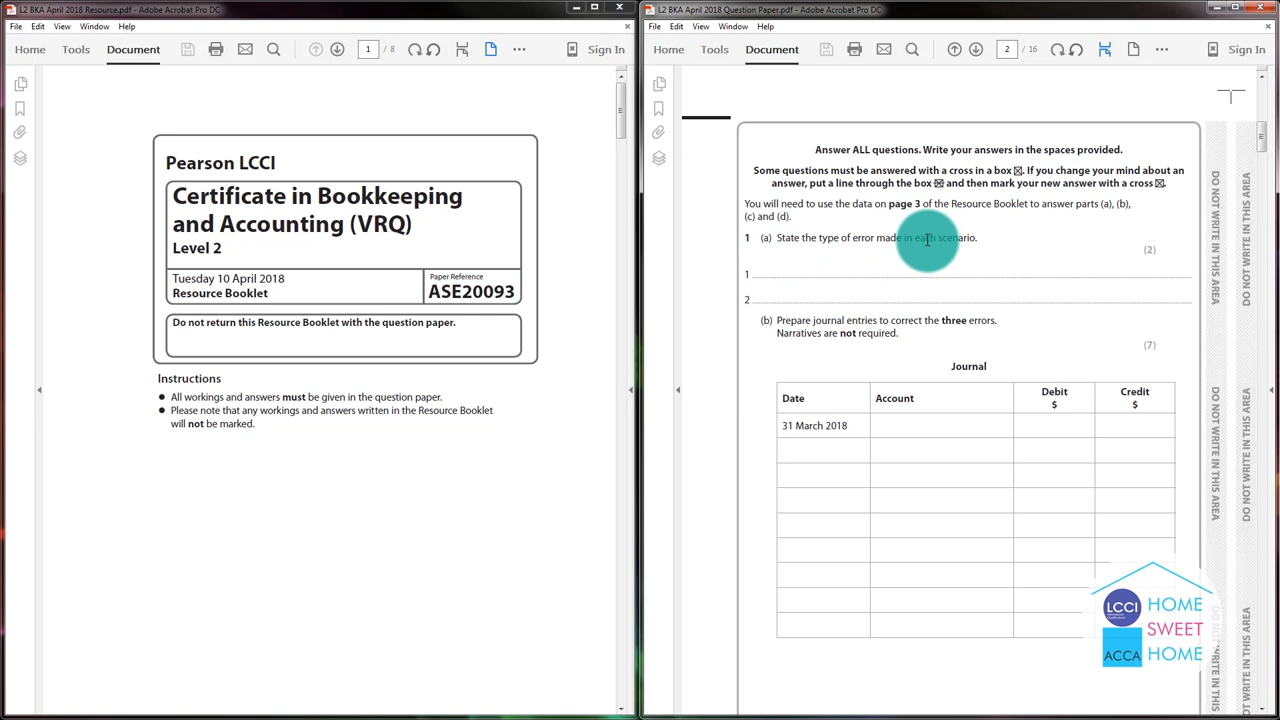 L2 BKA April 2018 Resource.pdf - Adobe Acrobat Pro DC
File Edit View Window Help
Home Tools Document
1 / 8
Sign In
Pearson LCCI
Certificate in Bookkeeping
and Accounting (VRQ)
Level 2
Tuesday 10 April 2018
Resource Booklet
Paper Reference
ASE20093
Do not return this Resource Booklet with the question paper.
Instructions
● All workings and answers must be given in the question paper.
● Please note that any workings and answers written in the Resource Booklet
will not be marked.
L2 BKA April 2018 Question Paper.pdf - Adobe Acrobat Pro DC
File Edit View Window Help
Home Tools Document
2 / 16
Sign In
Answer ALL questions. Write your answers in the spaces provided.
Some questions must be answered with a cross in a box ☒. If you change your mind about an
answer, put a line through the box ☒ and then mark your new answer with a cross ☒.
You will need to use the data on page 3 of the Resource Booklet to answer parts (a), (b),
(c) and (d).
1 (a) State the type of error made in each scenario.
(2)
1
2
(b) Prepare journal entries to correct the three errors.
Narratives are not required.
(7)
Journal
Date Account Debit $ Credit $
31 March 2018
DO NOT WRITE IN THIS AREA
DO NOT WRITE IN THIS AREA
DO NOT WRITE IN THIS AREA
DO NOT WRITE IN THIS AREA
DO NOT WRITE IN THIS
OT WRITE IN THIS AREA
LCCI
HOME
SWEET
ACCA
HOME